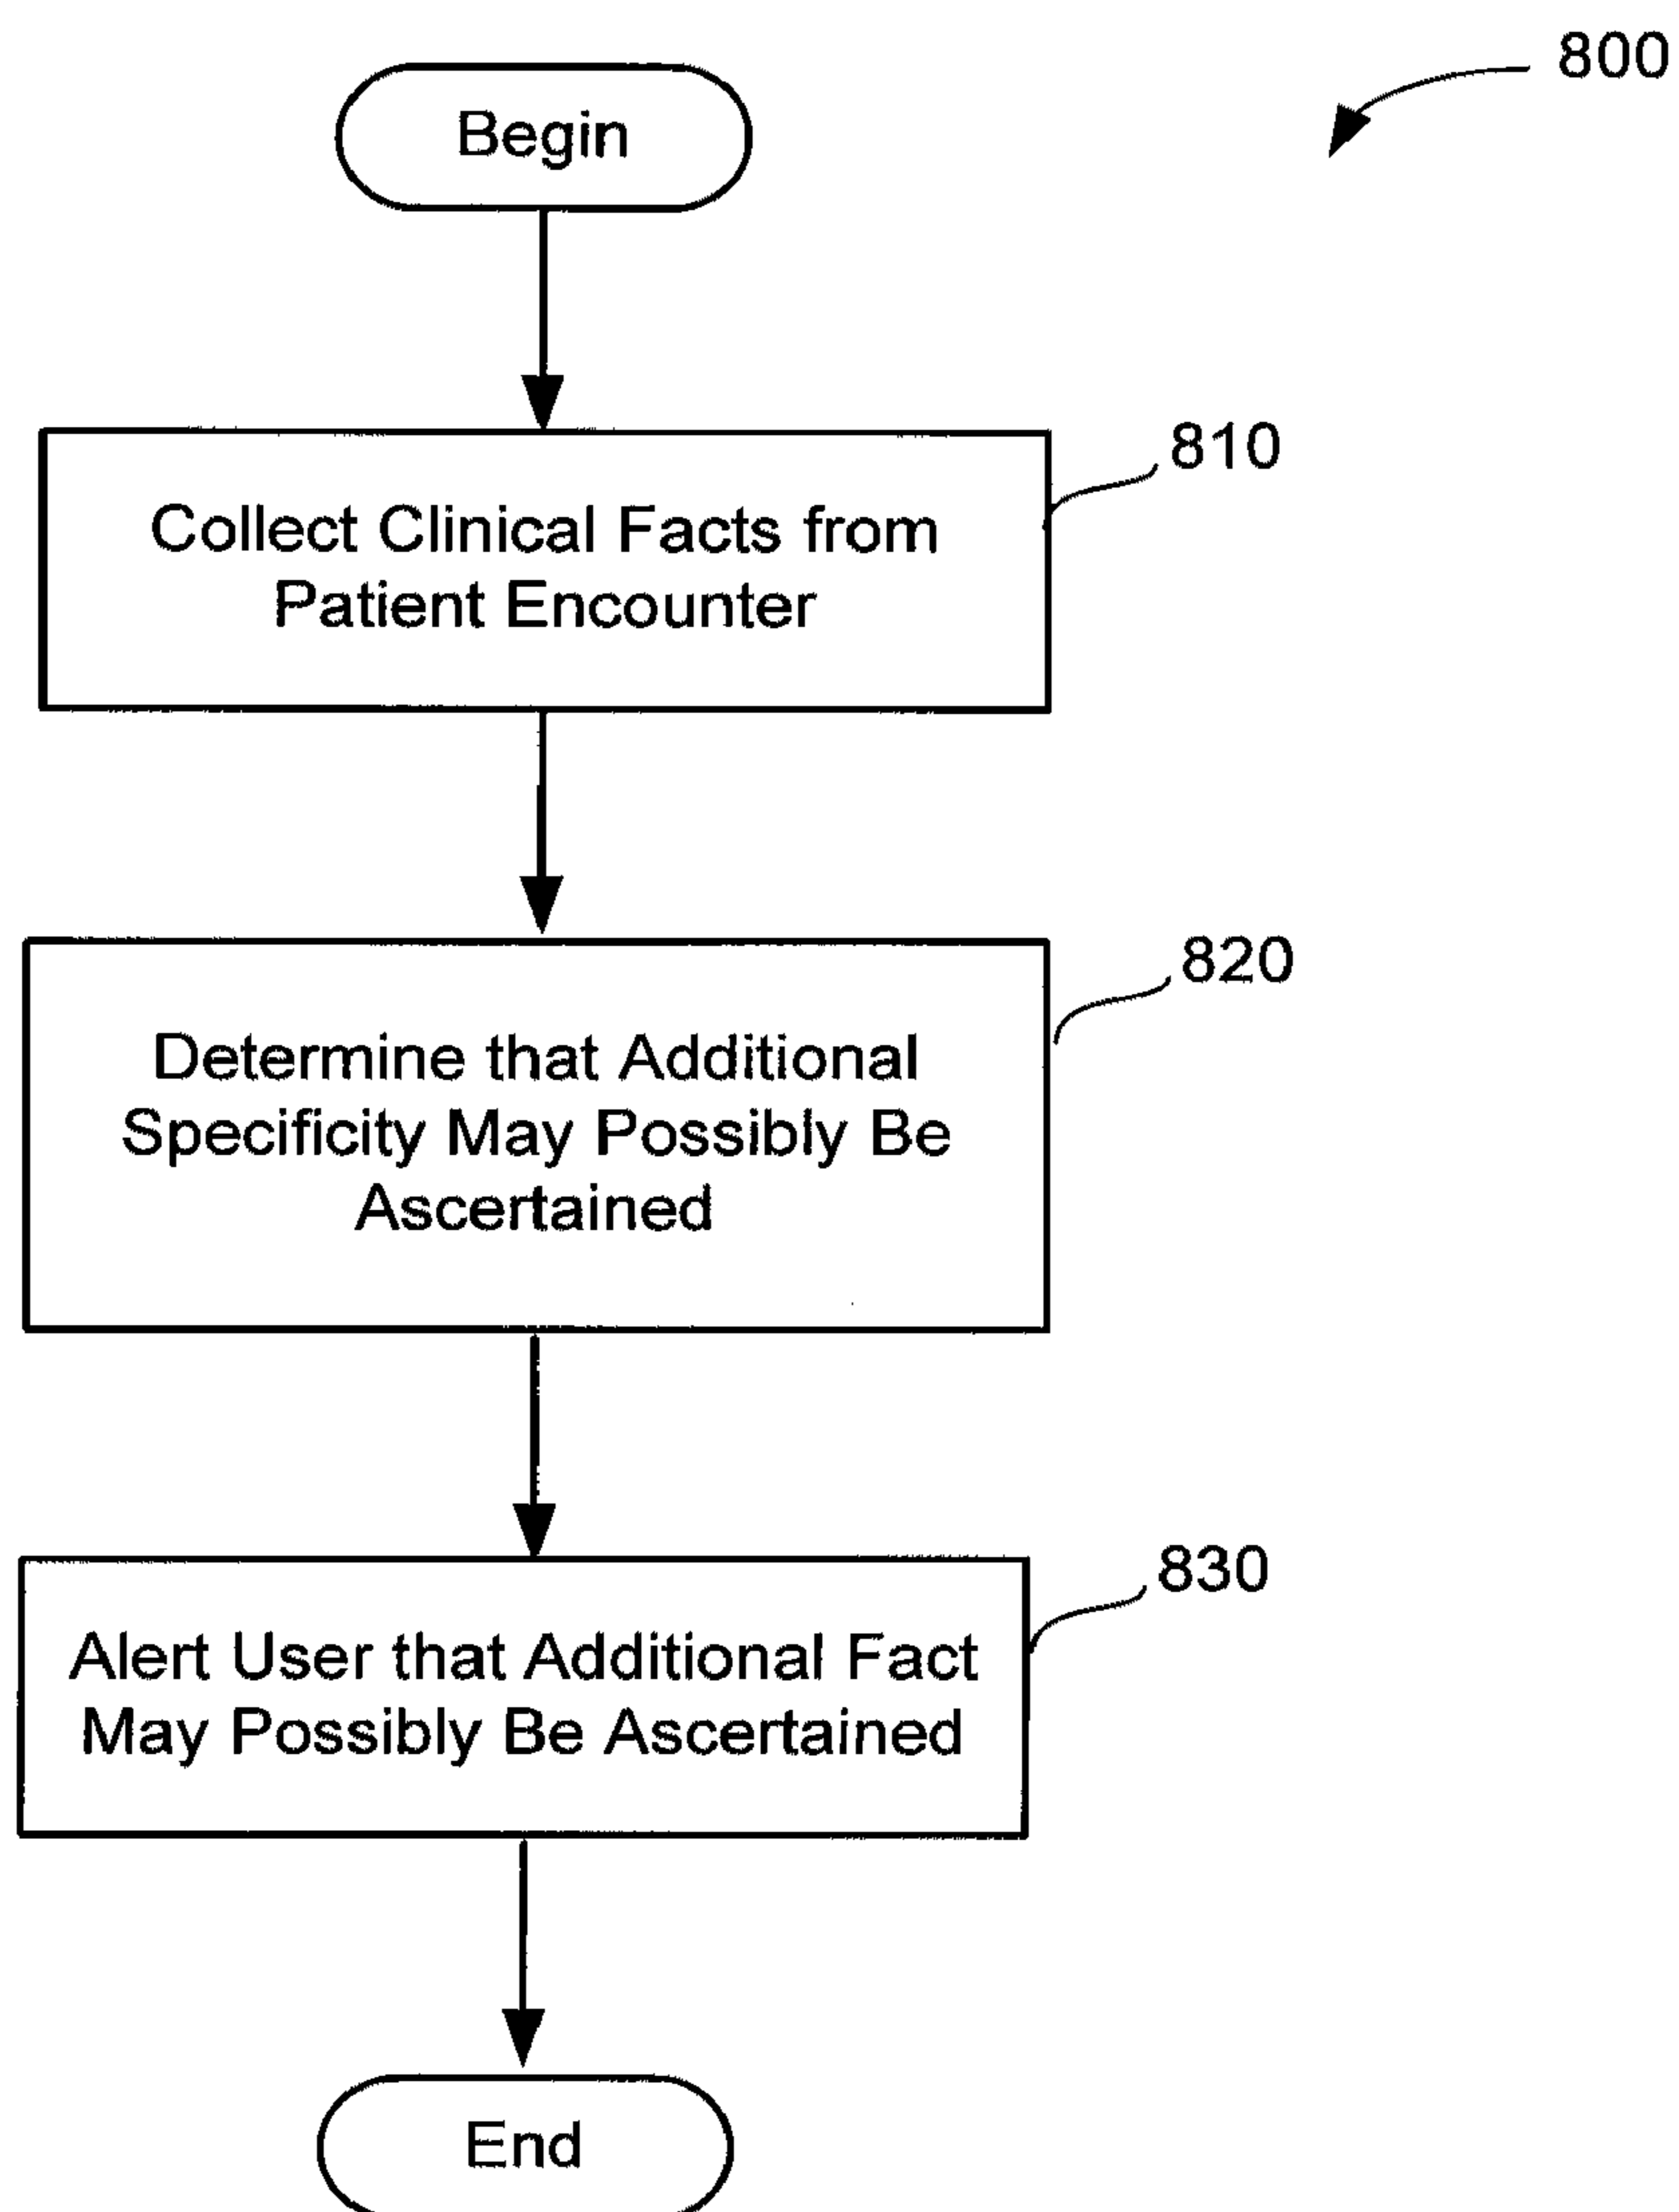 800
Begin
810
Collect Clinical Facts from
Patient Encounter
820
Determine that Additional
Specificity May Possibly Be
Ascertained
830
Alert User that Additional Fact
May Possibly Be Ascertained
End